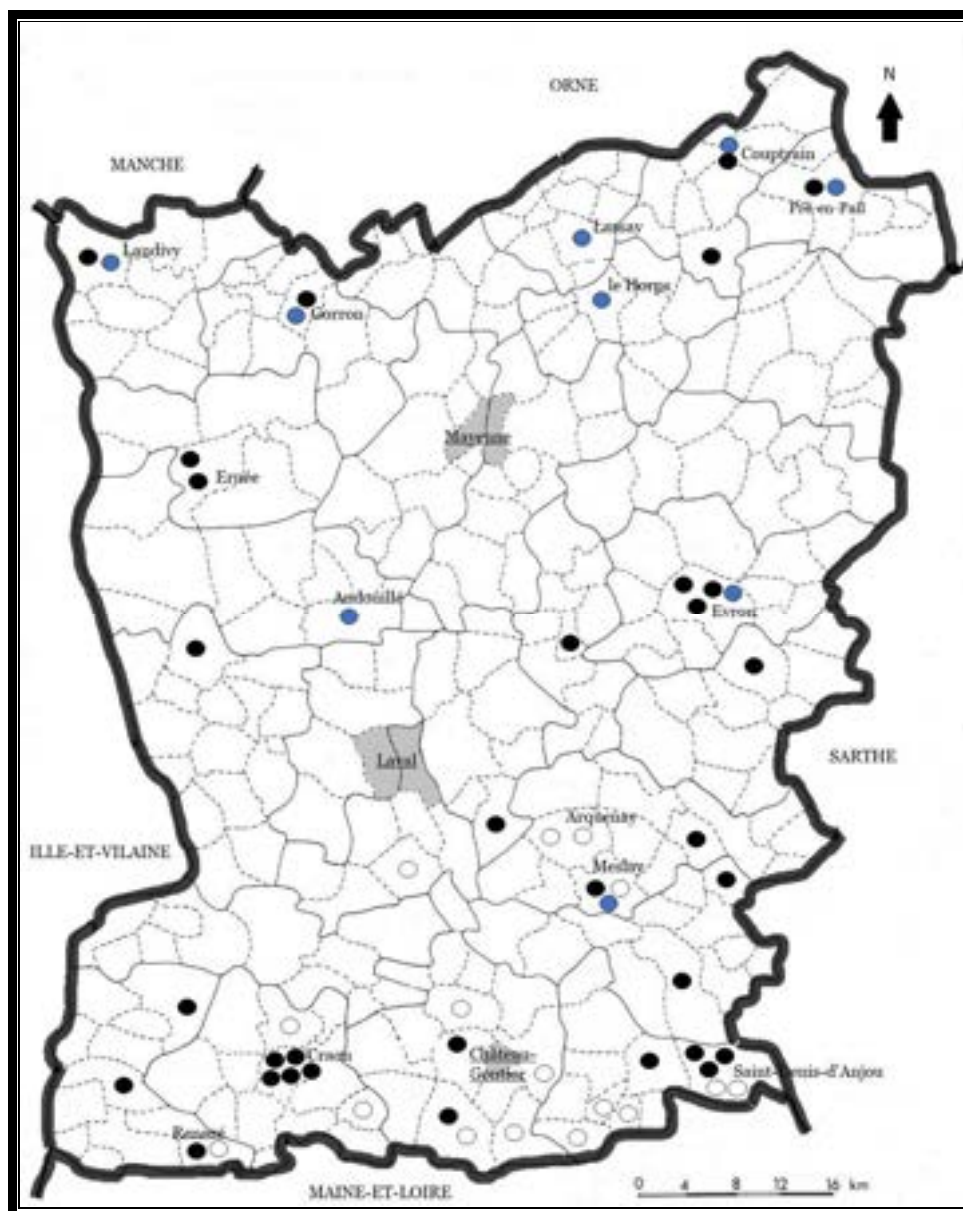 ORNE
N
MANCHE
Couptrain
Pré-en-Pail
Landivy
Lassay
le Horps
Gorron
Mayenne
Ernée
Andouillé
Evron
Laval
SARTHE
Arquenay
ILLE-ET-VILAINE
Meslay
Craon
Château-
Gontier
Saint-Denis-d'Anjou
Renazé
MAINE-ET-LOIRE
0 4 8 12 16 km